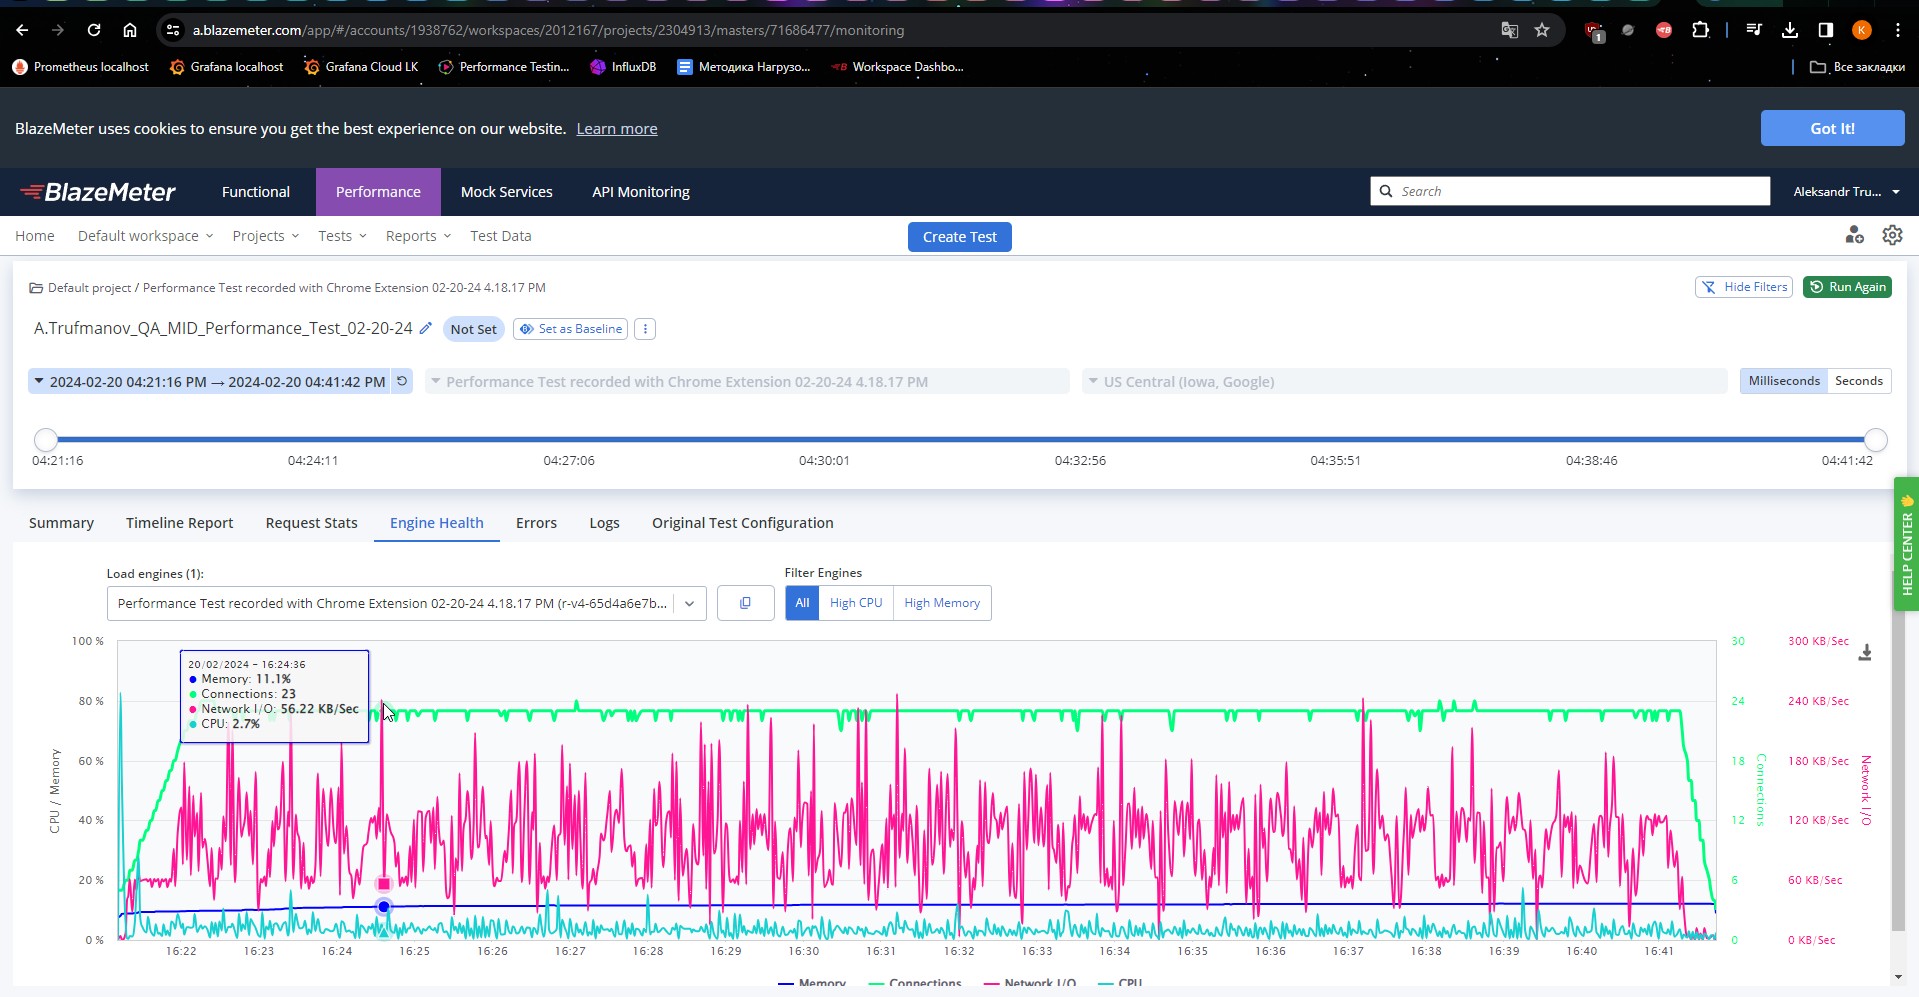 a.blazemeter.com/app/#/accounts/1938762/workspaces/2012167/projects/2304913/masters/71686477/monitoring
1
K
Prometheus localhost
Grafana localhost
Grafana Cloud LK
Performance Testin...
InfluxDB
Методика Нагрузо...
Workspace Dashbo...
Все закладки
BlazeMeter uses cookies to ensure you get the best experience on our website. Learn more
Got It!
BlazeMeter
Functional
Performance
Mock Services
API Monitoring
Search
Aleksandr Tru...
Home
Default workspace
Projects
Tests
Reports
Test Data
Create Test
Default project / Performance Test recorded with Chrome Extension 02-20-24 4.18.17 PM
Hide Filters
Run Again
A.Trufmanov_QA_MID_Performance_Test_02-20-24
Not Set
Set as Baseline
2024-02-20 04:21:16 PM → 2024-02-20 04:41:42 PM
Performance Test recorded with Chrome Extension 02-20-24 4.18.17 PM
US Central (Iowa, Google)
Milliseconds
Seconds
04:21:16
04:24:11
04:27:06
04:30:01
04:32:56
04:35:51
04:38:46
04:41:42
HELP CENTER
Summary
Timeline Report
Request Stats
Engine Health
Errors
Logs
Original Test Configuration
Load engines (1):
Filter Engines
Performance Test recorded with Chrome Extension 02-20-24 4.18.17 PM (r-v4-65d4a6e7b...
All
High CPU
High Memory
100 %
80 %
60 %
40 %
20 %
0 %
CPU / Memory
20/02/2024 – 16:24:36
Memory: 11.1%
Connections: 23
Network I/O: 56.22 KB/Sec
CPU: 2.7%
30
24
18
12
6
0
Connections
300 KB/Sec
240 KB/Sec
180 KB/Sec
120 KB/Sec
60 KB/Sec
0 KB/Sec
Network I/O
16:22
16:23
16:24
16:25
16:26
16:27
16:28
16:29
16:30
16:31
16:32
16:33
16:34
16:35
16:36
16:37
16:38
16:39
16:40
16:41
Memory
Connections
Network I/O
CPU